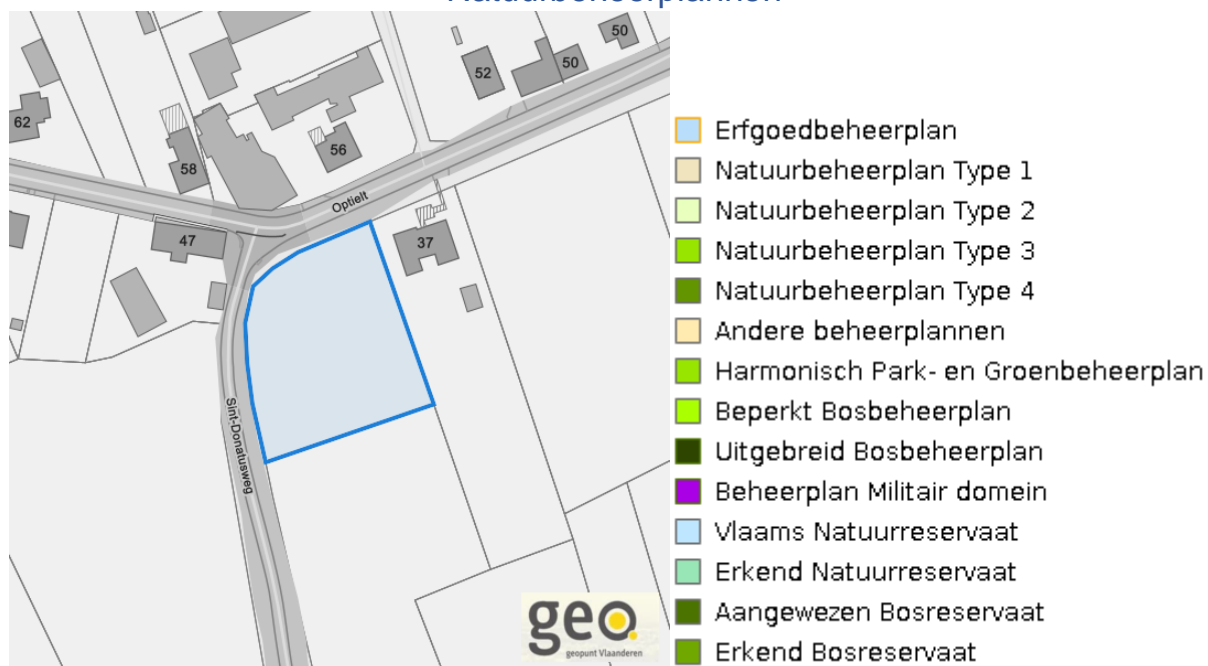 Natuurbeheerplannen
50
52
50
62
56
58
Optielt
47
37
Sint-Donatusweg
geo
geopunt Vlaanderen
Erfgoedbeheerplan
Natuurbeheerplan Type 1
Natuurbeheerplan Type 2
Natuurbeheerplan Type 3
Natuurbeheerplan Type 4
Andere beheerplannen
Harmonisch Park- en Groenbeheerplan
Beperkt Bosbeheerplan
Uitgebreid Bosbeheerplan
Beheerplan Militair domein
Vlaams Natuurreservaat
Erkend Natuurreservaat
Aangewezen Bosreservaat
Erkend Bosreservaat